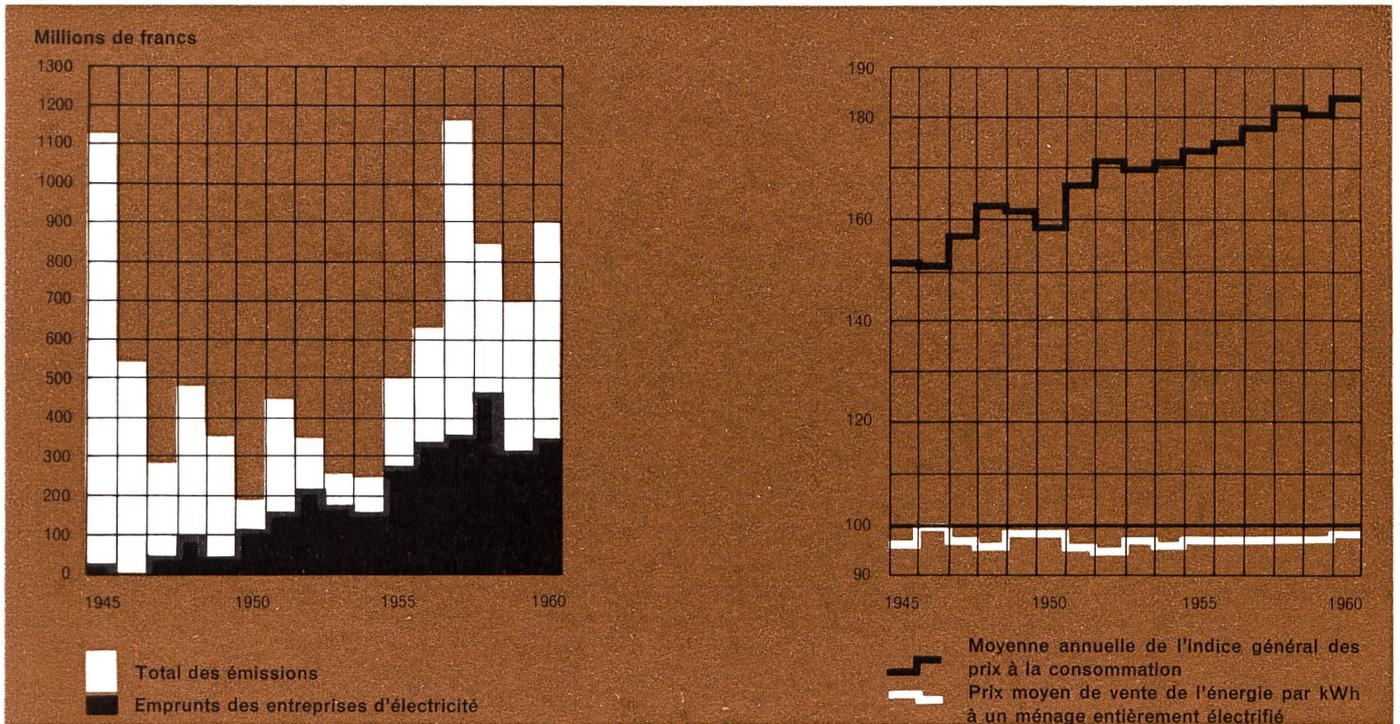 Millions de francs
1300
1200
1100
1000
900
800
700
600
500
400
300
200
100
0
1945 1950 1955 1960
Total des émissions
Emprunts des entreprises d'électricité
190
180
160
140
120
100
90
1945 1950 1955 1960
Moyenne annuelle de l'indice général des
prix à la consommation
Prix moyen de vente de l'énergie par kWh
à un ménage entièrement électrifié